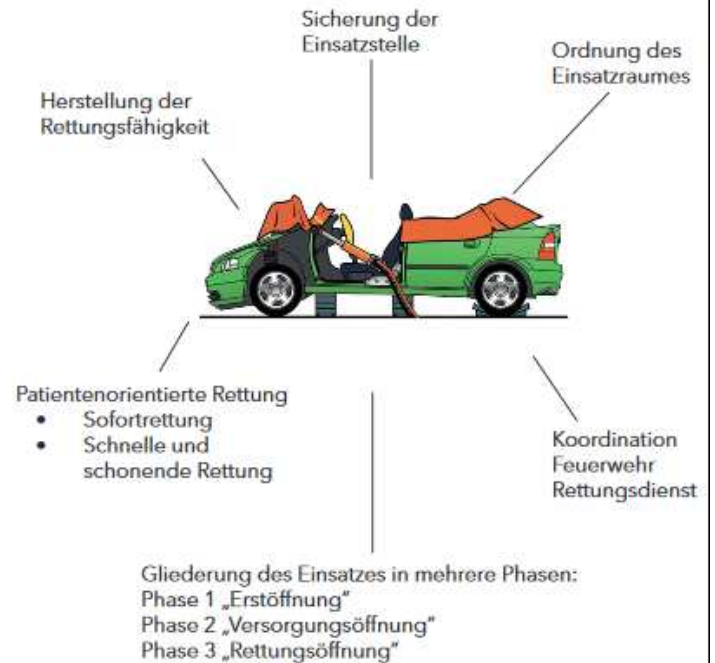 Sicherung der
Einsatzstelle
Ordnung des
Einsatzraumes
Herstellung der
Rettungsfähigkeit
Patientenorientierte Rettung
• Sofortrettung
• Schnelle und
schonende Rettung
Koordination
Feuerwehr
Rettungsdienst
Gliederung des Einsatzes in mehrere Phasen:
Phase 1 „Erstöffnung“
Phase 2 „Versorgungsöffnung“
Phase 3 „Rettungsöffnung“